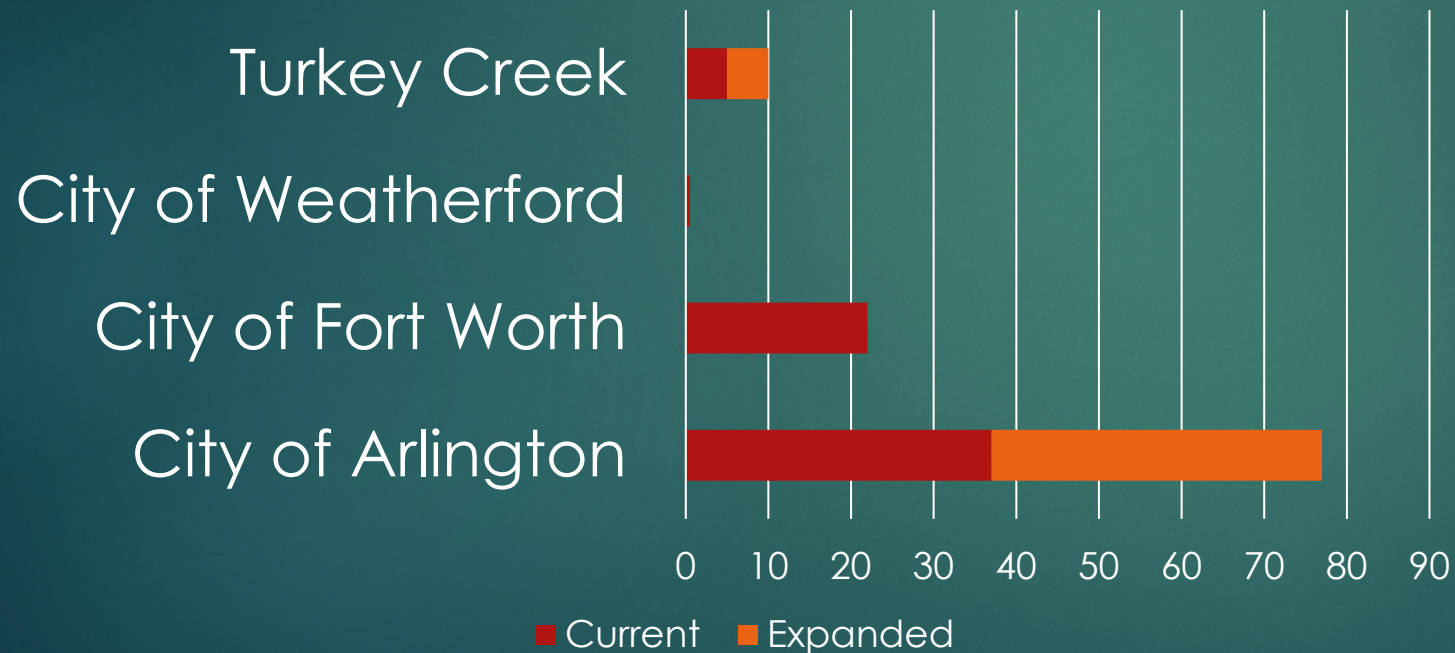 Turkey Creek
City of Weatherford
City of Fort Worth
City of Arlington
0 10 20 30 40 50 60 70 80 90
Current Expanded